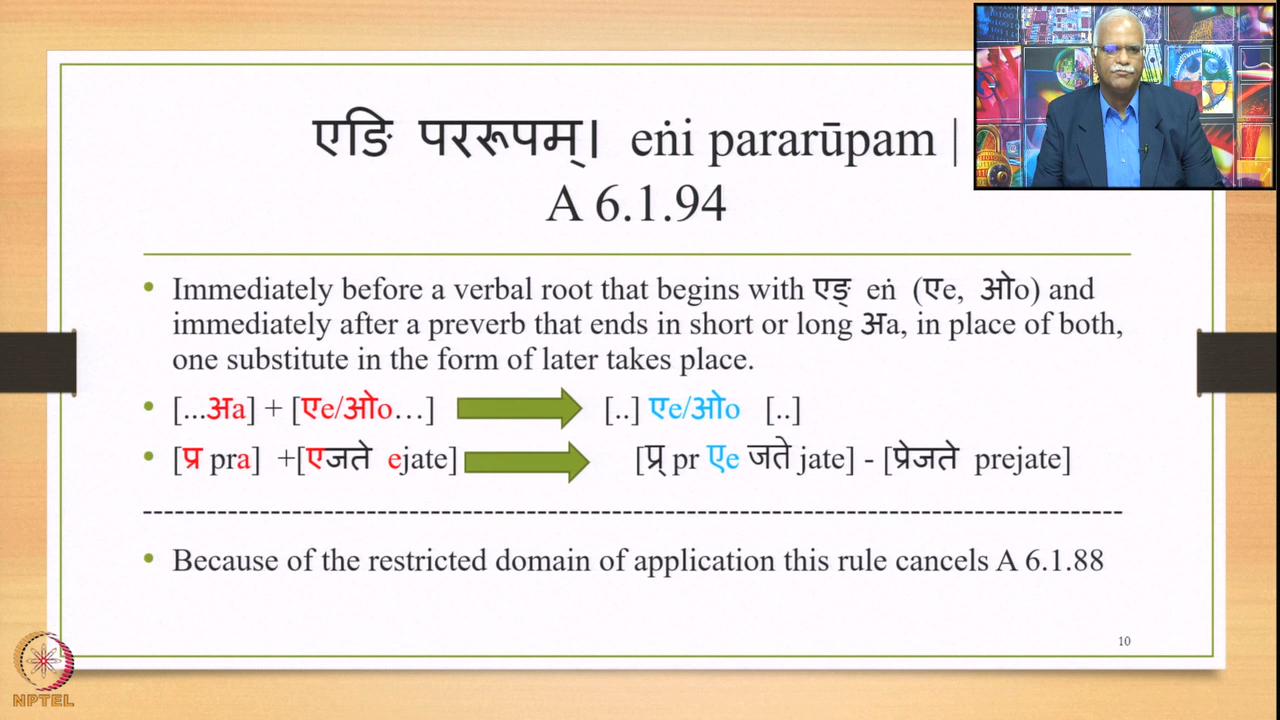 एङि पररूपम्। eṅi pararūpam |
A 6.1.94
• Immediately before a verbal root that begins with एङ् eṅ (एe, ओo) and
immediately after a preverb that ends in short or long अa, in place of both,
one substitute in the form of later takes place.
• [...अa] + [एe/ओo…] [..] एe/ओo [..]
• [प्र pra] +[एजते ejate] [प्र् pr एe जते jate] - [प्रेजते prejate]
--------------------------------------------------------------------------------
• Because of the restricted domain of application this rule cancels A 6.1.88
10
NPTEL